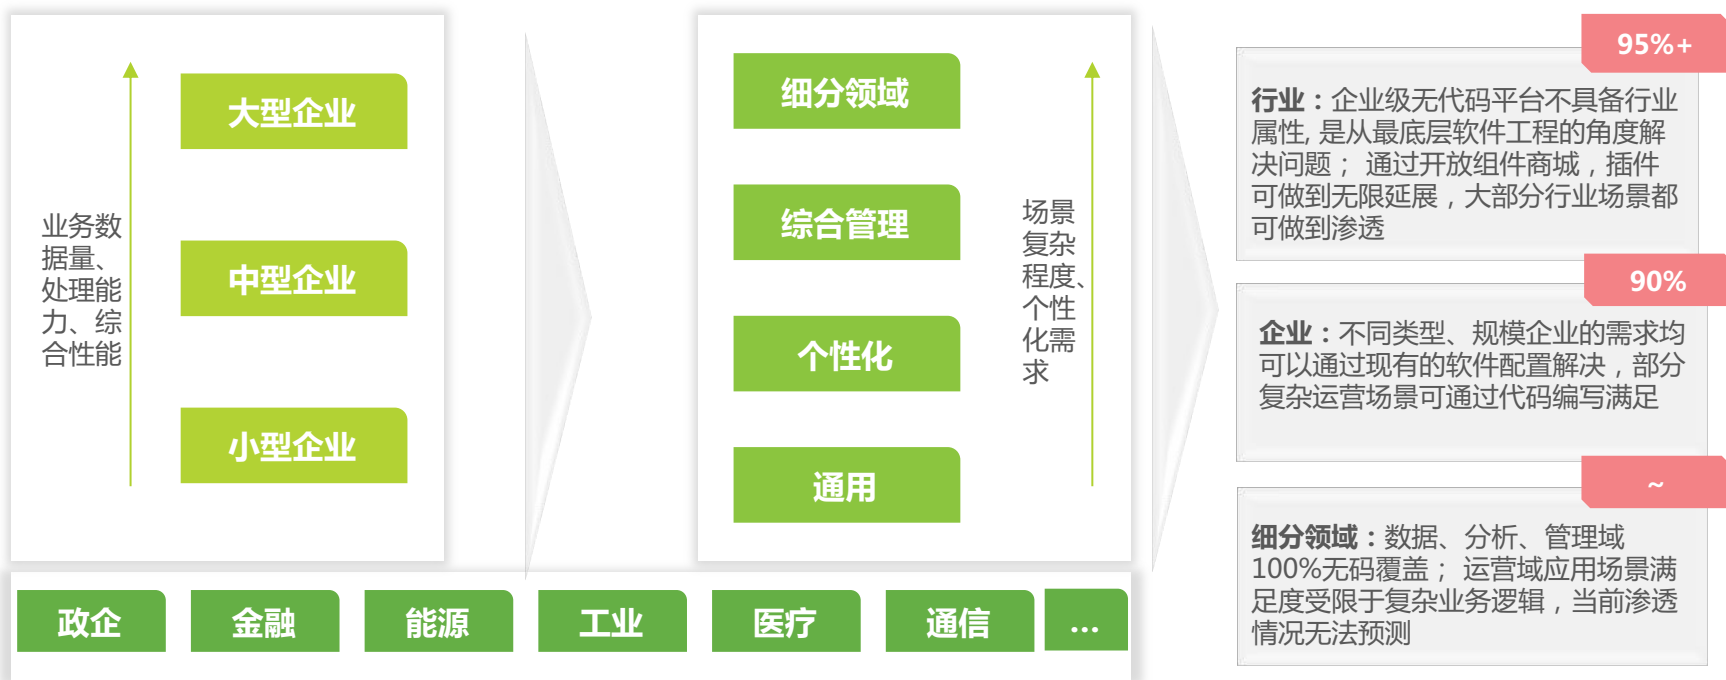 大型企业
中型企业
小型企业
业务数
据量、
处理能
力、综
合性能
细分领域
综合管理
个性化
通用
场景
复杂
程度、
个性
化需
求
政企
金融
能源
工业
医疗
通信
...
95%+
行业：企业级无代码平台不具备行业
属性, 是从最底层软件工程的角度解
决问题； 通过开放组件商城，插件
可做到无限延展，大部分行业场景都
可做到渗透
90%
企业：不同类型、规模企业的需求均
可以通过现有的软件配置解决，部分
复杂运营场景可通过代码编写满足
~
细分领域：数据、分析、管理域
100%无码覆盖； 运营域应用场景满
足度受限于复杂业务逻辑，当前渗透
情况无法预测